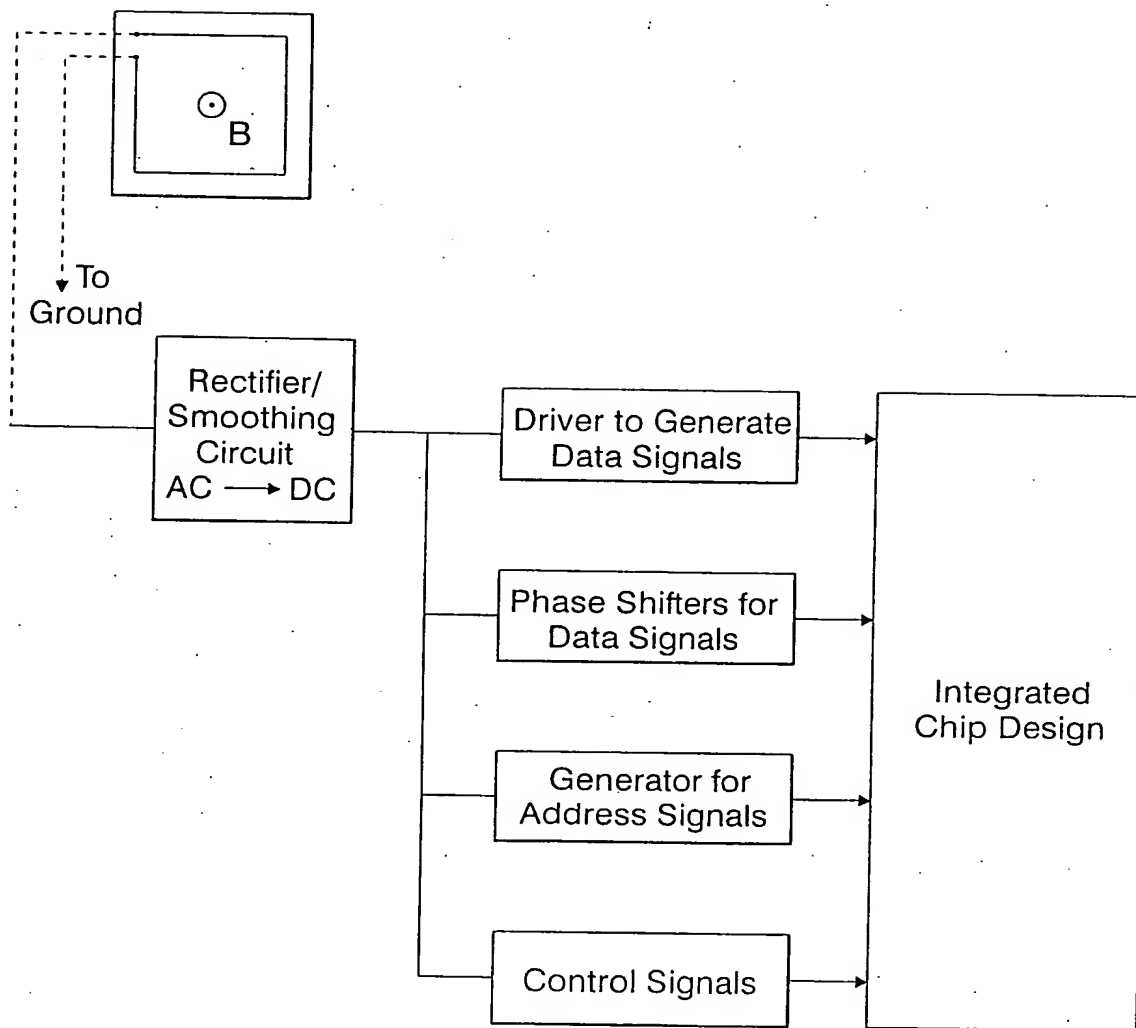 B
To
Ground
Rectifier/
Smoothing
Circuit
AC → DC
Driver to Generate
Data Signals
Phase Shifters for
Data Signals
Generator for
Address Signals
Control Signals
Integrated
Chip Design